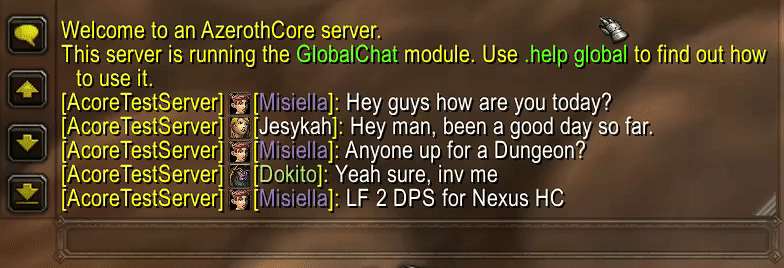 Welcome to an AzerothCore server.
This server is running the GlobalChat module. Use .help global to find out how
to use it.
[AcoreTestServer] [Misiella]: Hey guys how are you today?
[AcoreTestServer] [Jesykah]: Hey man, been a good day so far.
[AcoreTestServer] [Misiella]: Anyone up for a Dungeon?
[AcoreTestServer] [Dokito]: Yeah sure, inv me
[AcoreTestServer] [Misiella]: LF 2 DPS for Nexus HC